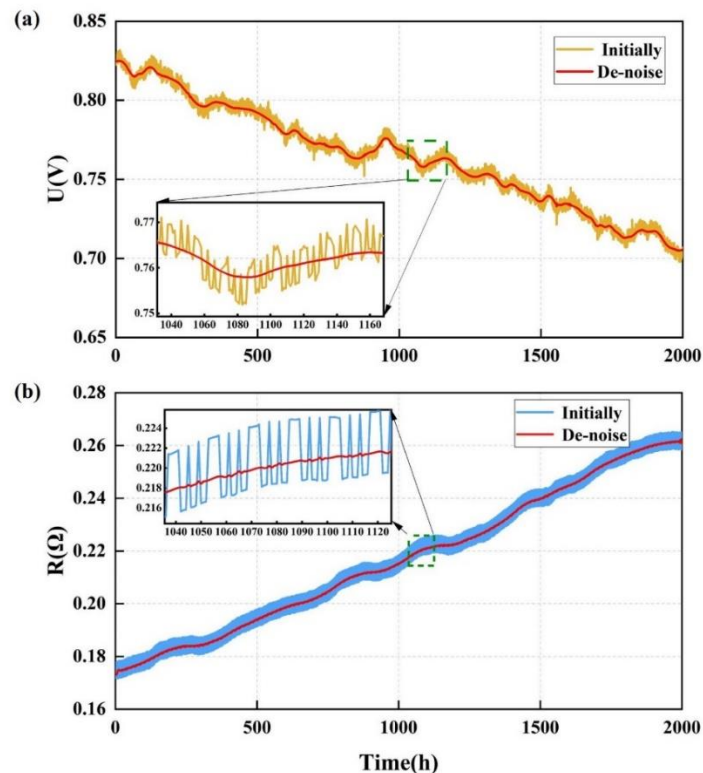 (a)
0.85
0.80
0.75
0.70
0.65
U(V)
Initially
De-noise
0.77
0.76
0.75
1040 1060 1080 1100 1120 1140 1160
0 500 1000 1500 2000
(b)
0.28
0.26
0.24
0.22
0.20
0.18
0.16
R(Ω)
Initially
De-noise
0.224
0.222
0.220
0.218
0.216
1040 1050 1060 1070 1080 1090 1100 1110 1120
0 500 1000 1500 2000
Time(h)